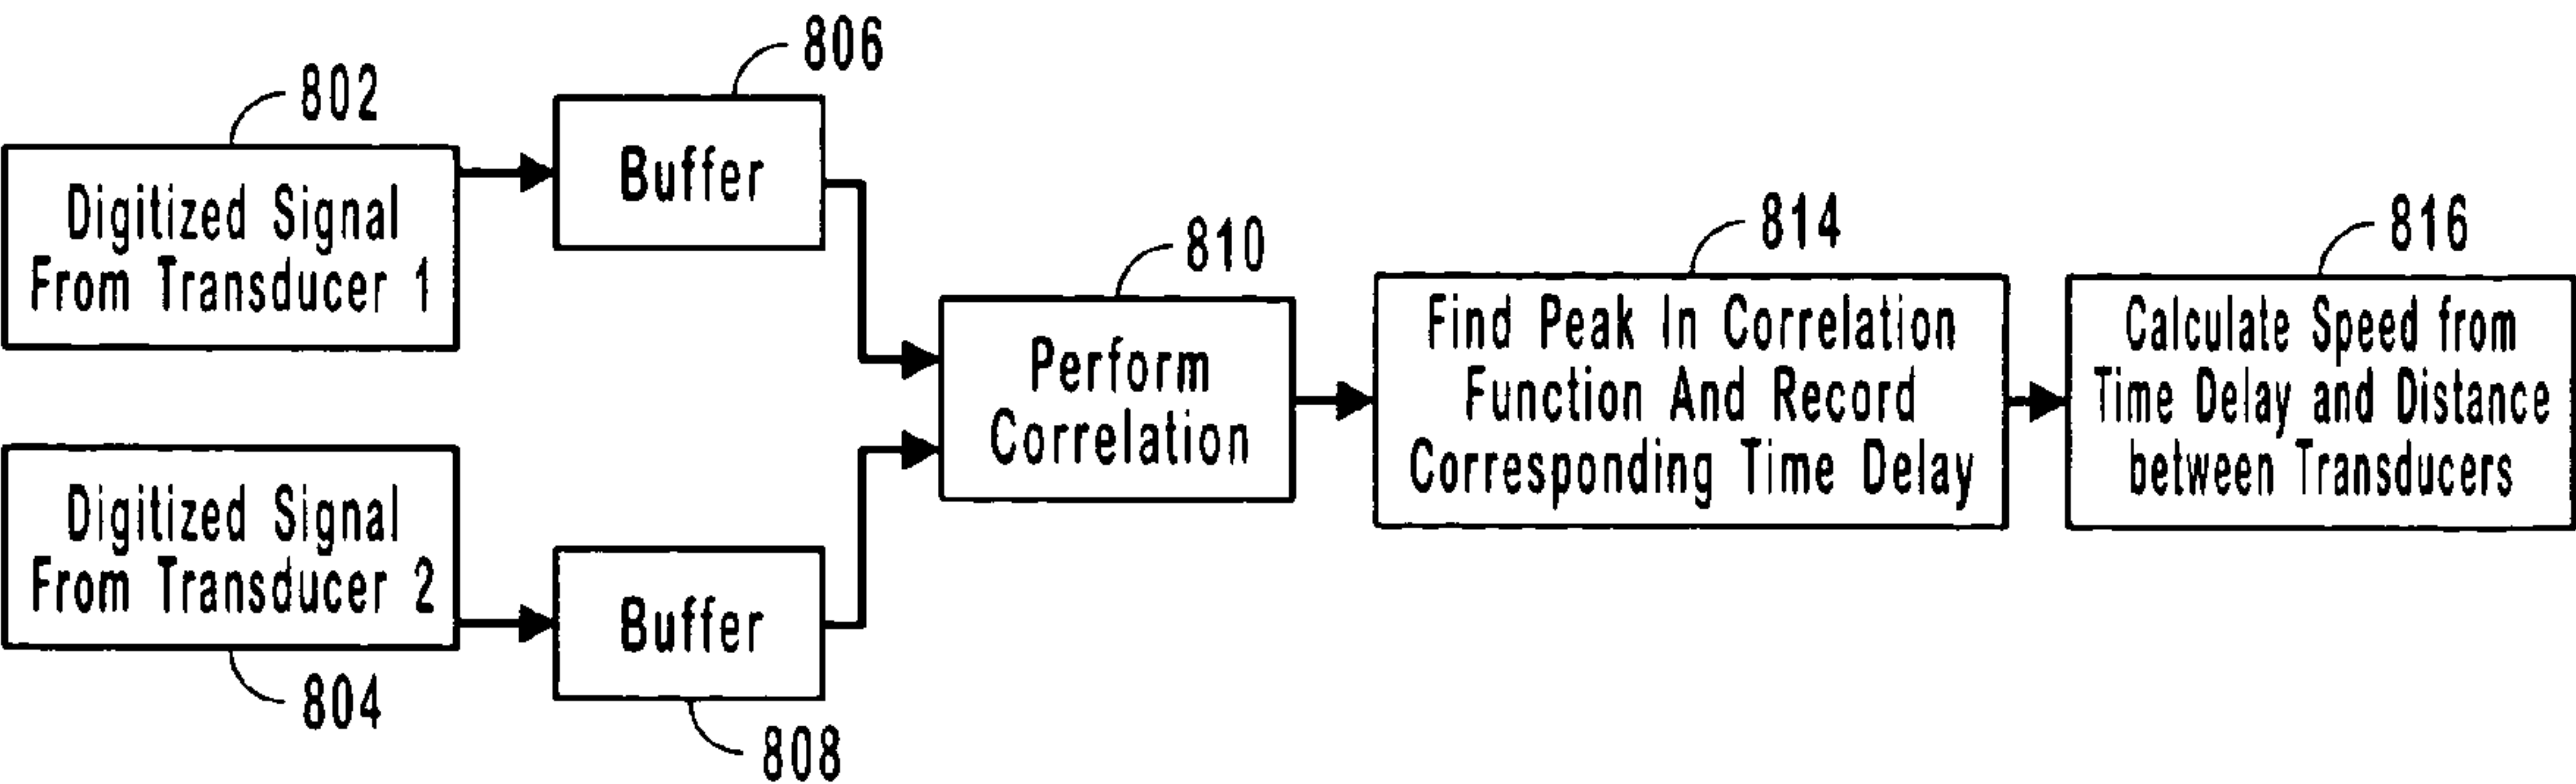 802
Digitized Signal
From Transducer 1
806
Buffer
804
Digitized Signal
From Transducer 2
808
Buffer
810
Perform
Correlation
814
Find Peak In Correlation
Function And Record
Corresponding Time Delay
816
Calculate Speed from
Time Delay and Distance
between Transducers